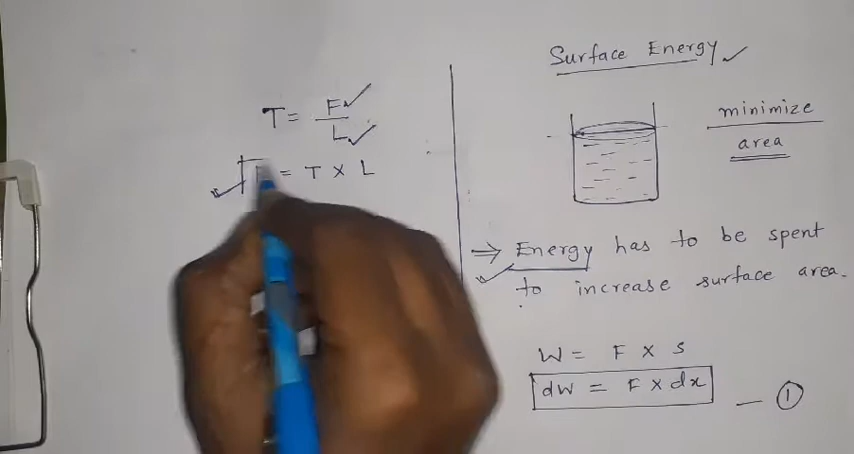 T = F / L
= T × L
Surface Energy
minimize
area
⇒ Energy has to be spent
to increase surface area.
W = F × s
dW = F × dx — ①